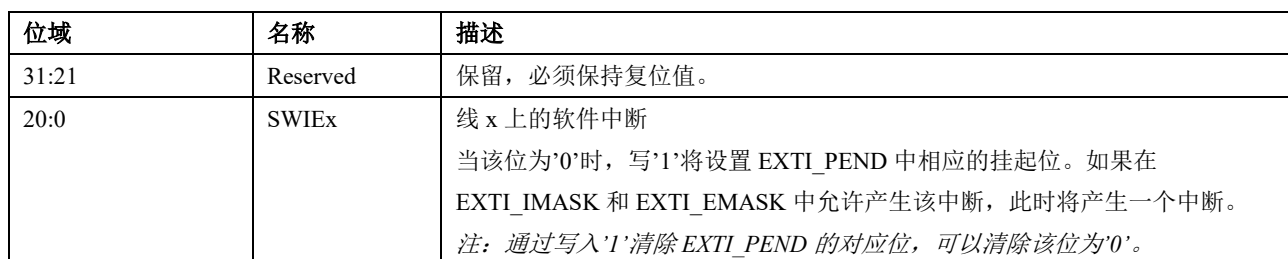 位域 名称 描述
31:21 Reserved 保留，必须保持复位值。
20:0 SWIEx 线 x 上的软件中断
当该位为’0’时，写’1’将设置 EXTI_PEND 中相应的挂起位。如果在
EXTI_IMASK 和 EXTI_EMASK 中允许产生该中断，此时将产生一个中断。
注：通过写入’1’清除 EXTI_PEND 的对应位，可以清除该位为’0’。